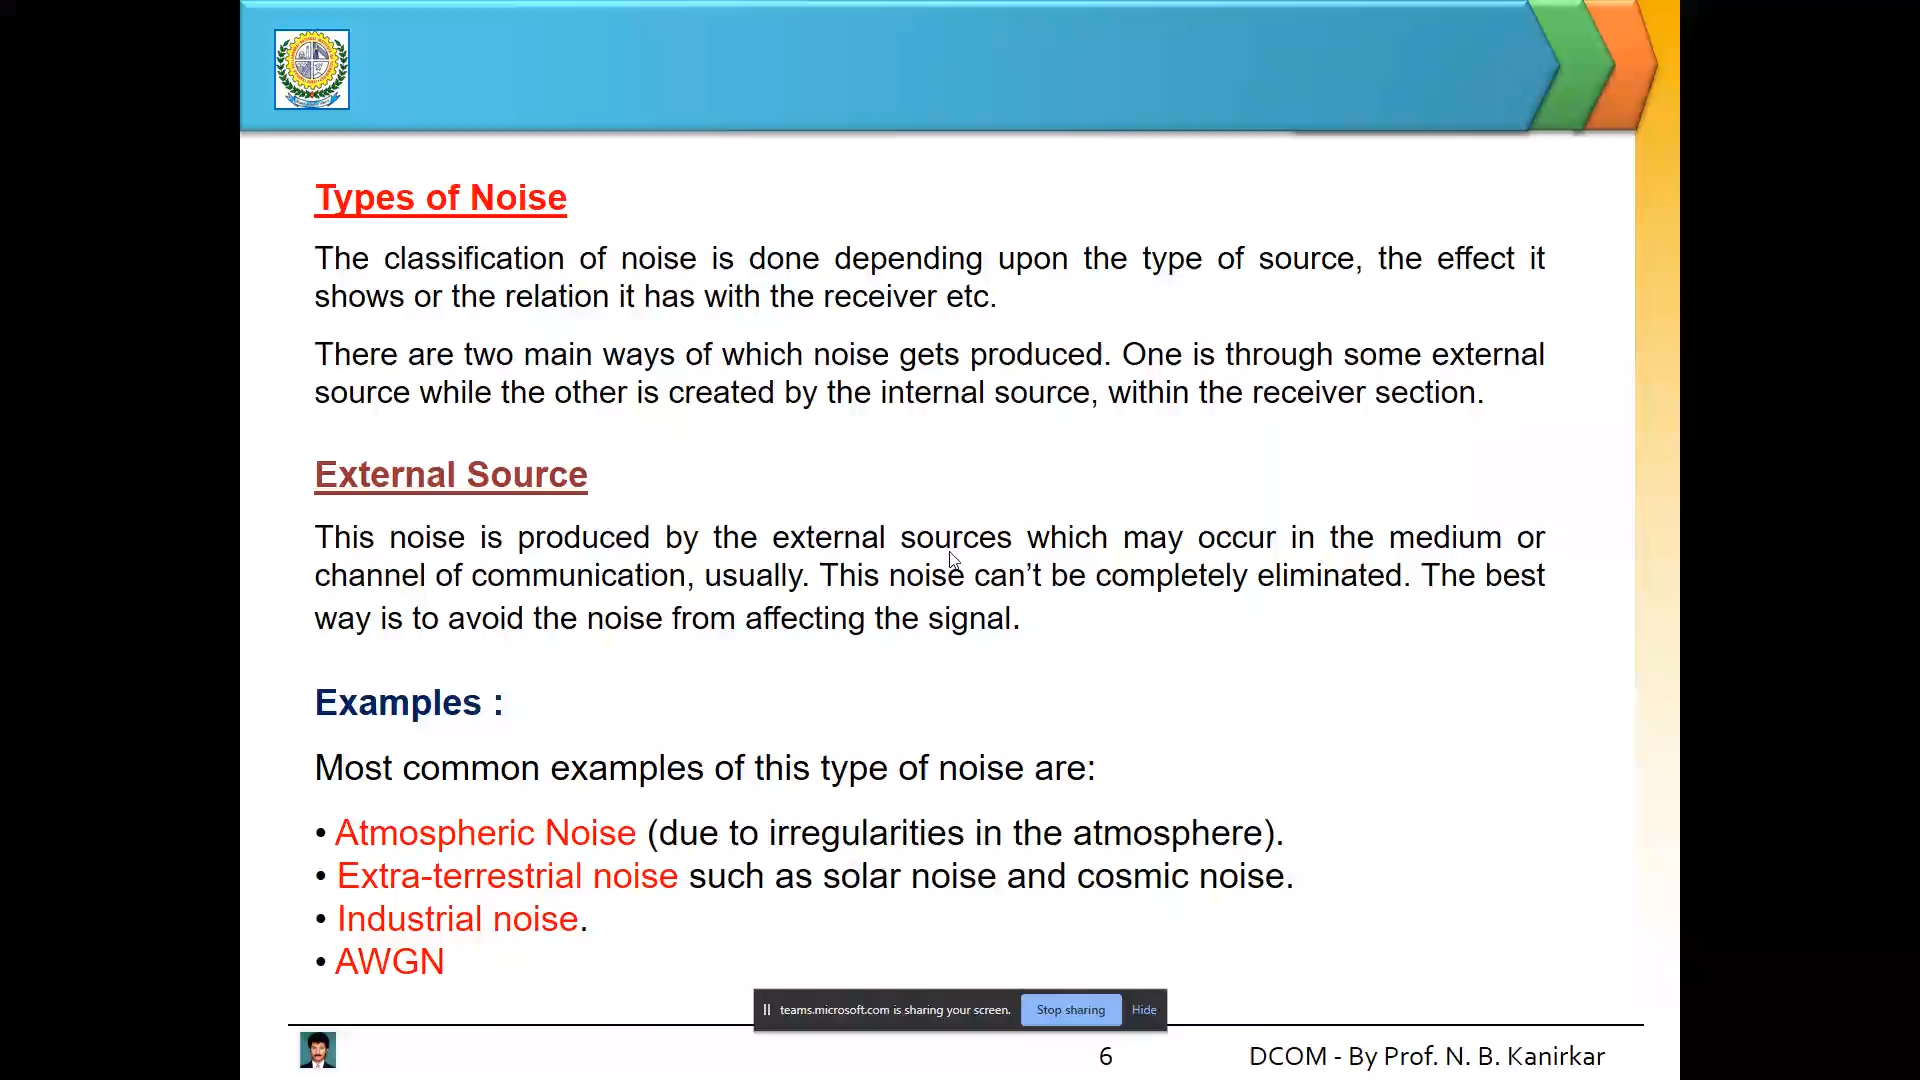 Types of Noise
The classification of noise is done depending upon the type of source, the effect it
shows or the relation it has with the receiver etc.
There are two main ways of which noise gets produced. One is through some external
source while the other is created by the internal source, within the receiver section.
External Source
This noise is produced by the external sources which may occur in the medium or
channel of communication, usually. This noise can’t be completely eliminated. The best
way is to avoid the noise from affecting the signal.
Examples :
Most common examples of this type of noise are:
• Atmospheric Noise (due to irregularities in the atmosphere).
• Extra-terrestrial noise such as solar noise and cosmic noise.
• Industrial noise.
• AWGN
teams.microsoft.com is sharing your screen. Stop sharing Hide
6 DCOM - By Prof. N. B. Kanirkar